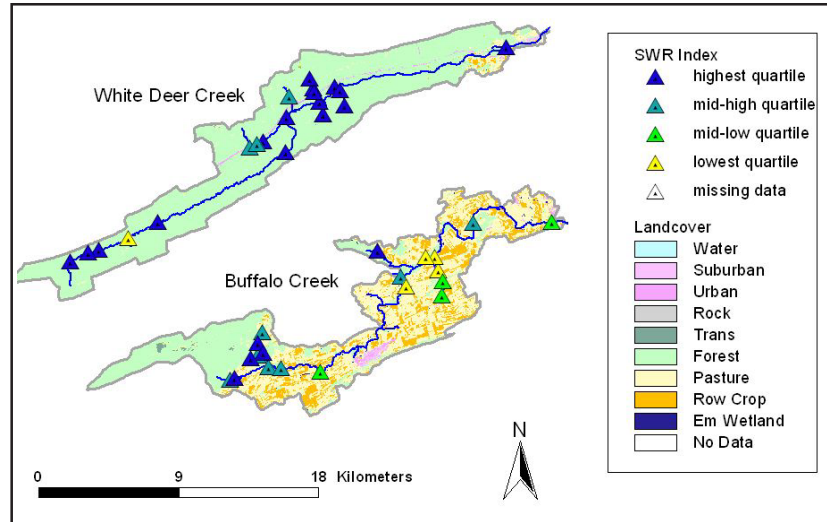 White Deer Creek
Buffalo Creek
SWR Index
highest quartile
mid-high quartile
mid-low quartile
lowest quartile
missing data
Landcover
Water
Suburban
Urban
Rock
Trans
Forest
Pasture
Row Crop
Em Wetland
No Data
N
0 9 18 Kilometers